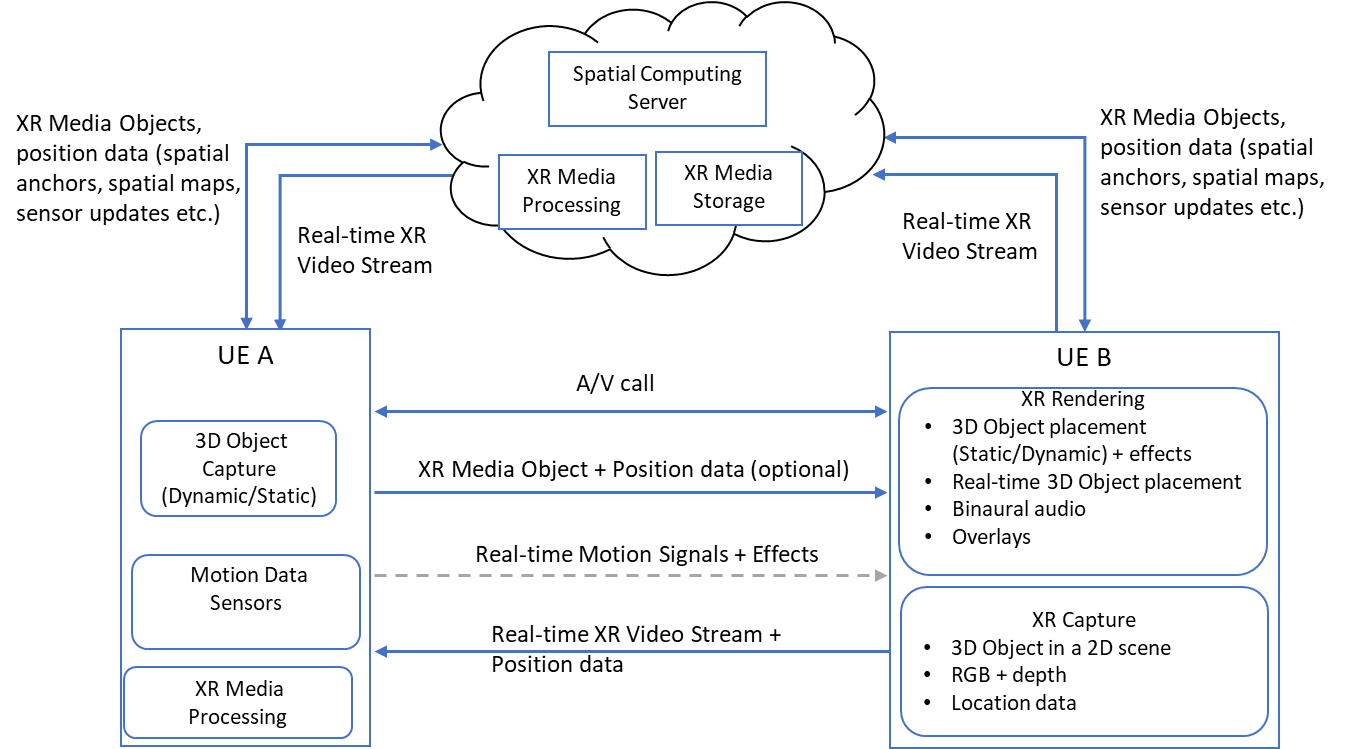 Spatial Computing
Server
XR Media
Processing
XR Media
Storage
XR Media Objects,
position data (spatial
anchors, spatial maps,
sensor updates etc.)
Real-time XR
Video Stream
Real-time XR
Video Stream
XR Media Objects,
position data (spatial
anchors, spatial maps,
sensor updates etc.)
UE A
3D Object
Capture
(Dynamic/Static)
Motion Data
Sensors
XR Media
Processing
A/V call
XR Media Object + Position data (optional)
Real-time Motion Signals + Effects
Real-time XR Video Stream +
Position data
UE B
XR Rendering
• 3D Object placement
(Static/Dynamic) + effects
• Real-time 3D Object placement
• Binaural audio
• Overlays
XR Capture
• 3D Object in a 2D scene
• RGB + depth
• Location data